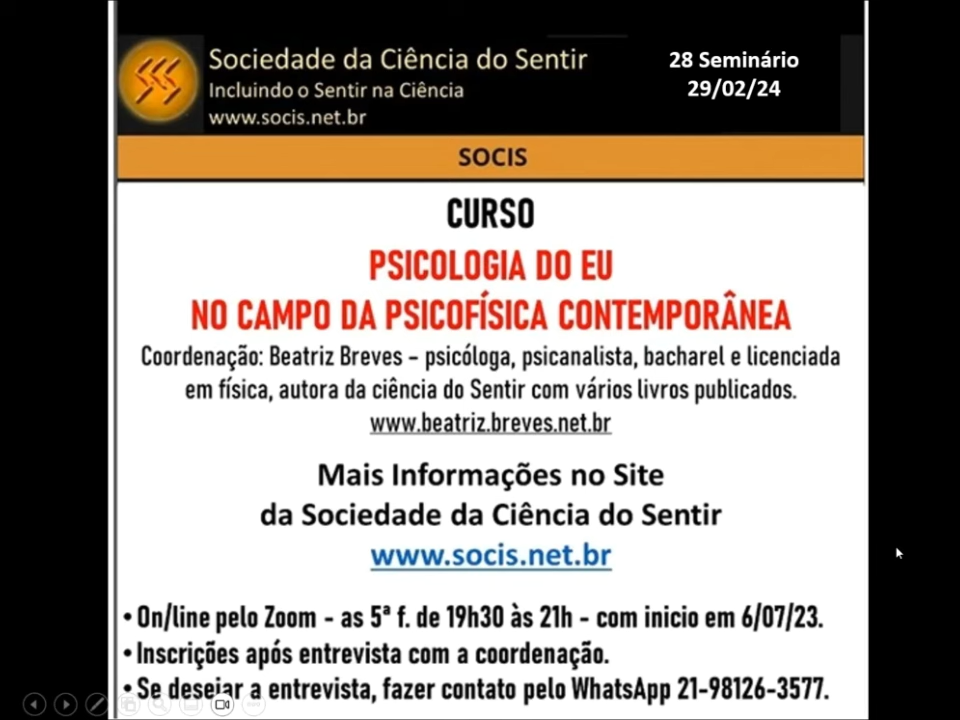 Sociedade da Ciência do Sentir
Incluindo o Sentir na Ciência
www.socis.net.br
28 Seminário
29/02/24
SOCIS
CURSO
PSICOLOGIA DO EU
NO CAMPO DA PSICOFÍSICA CONTEMPORÂNEA
Coordenação: Beatriz Breves – psicóloga, psicanalista, bacharel e licenciada
em física, autora da ciência do Sentir com vários livros publicados.
www.beatriz.breves.net.br
Mais Informações no Site
da Sociedade da Ciência do Sentir
www.socis.net.br
• On/line pelo Zoom - as 5ª f. de 19h30 às 21h - com inicio em 6/07/23.
• Inscrições após entrevista com a coordenação.
• Se desejar a entrevista, fazer contato pelo WhatsApp 21-98126-3577.